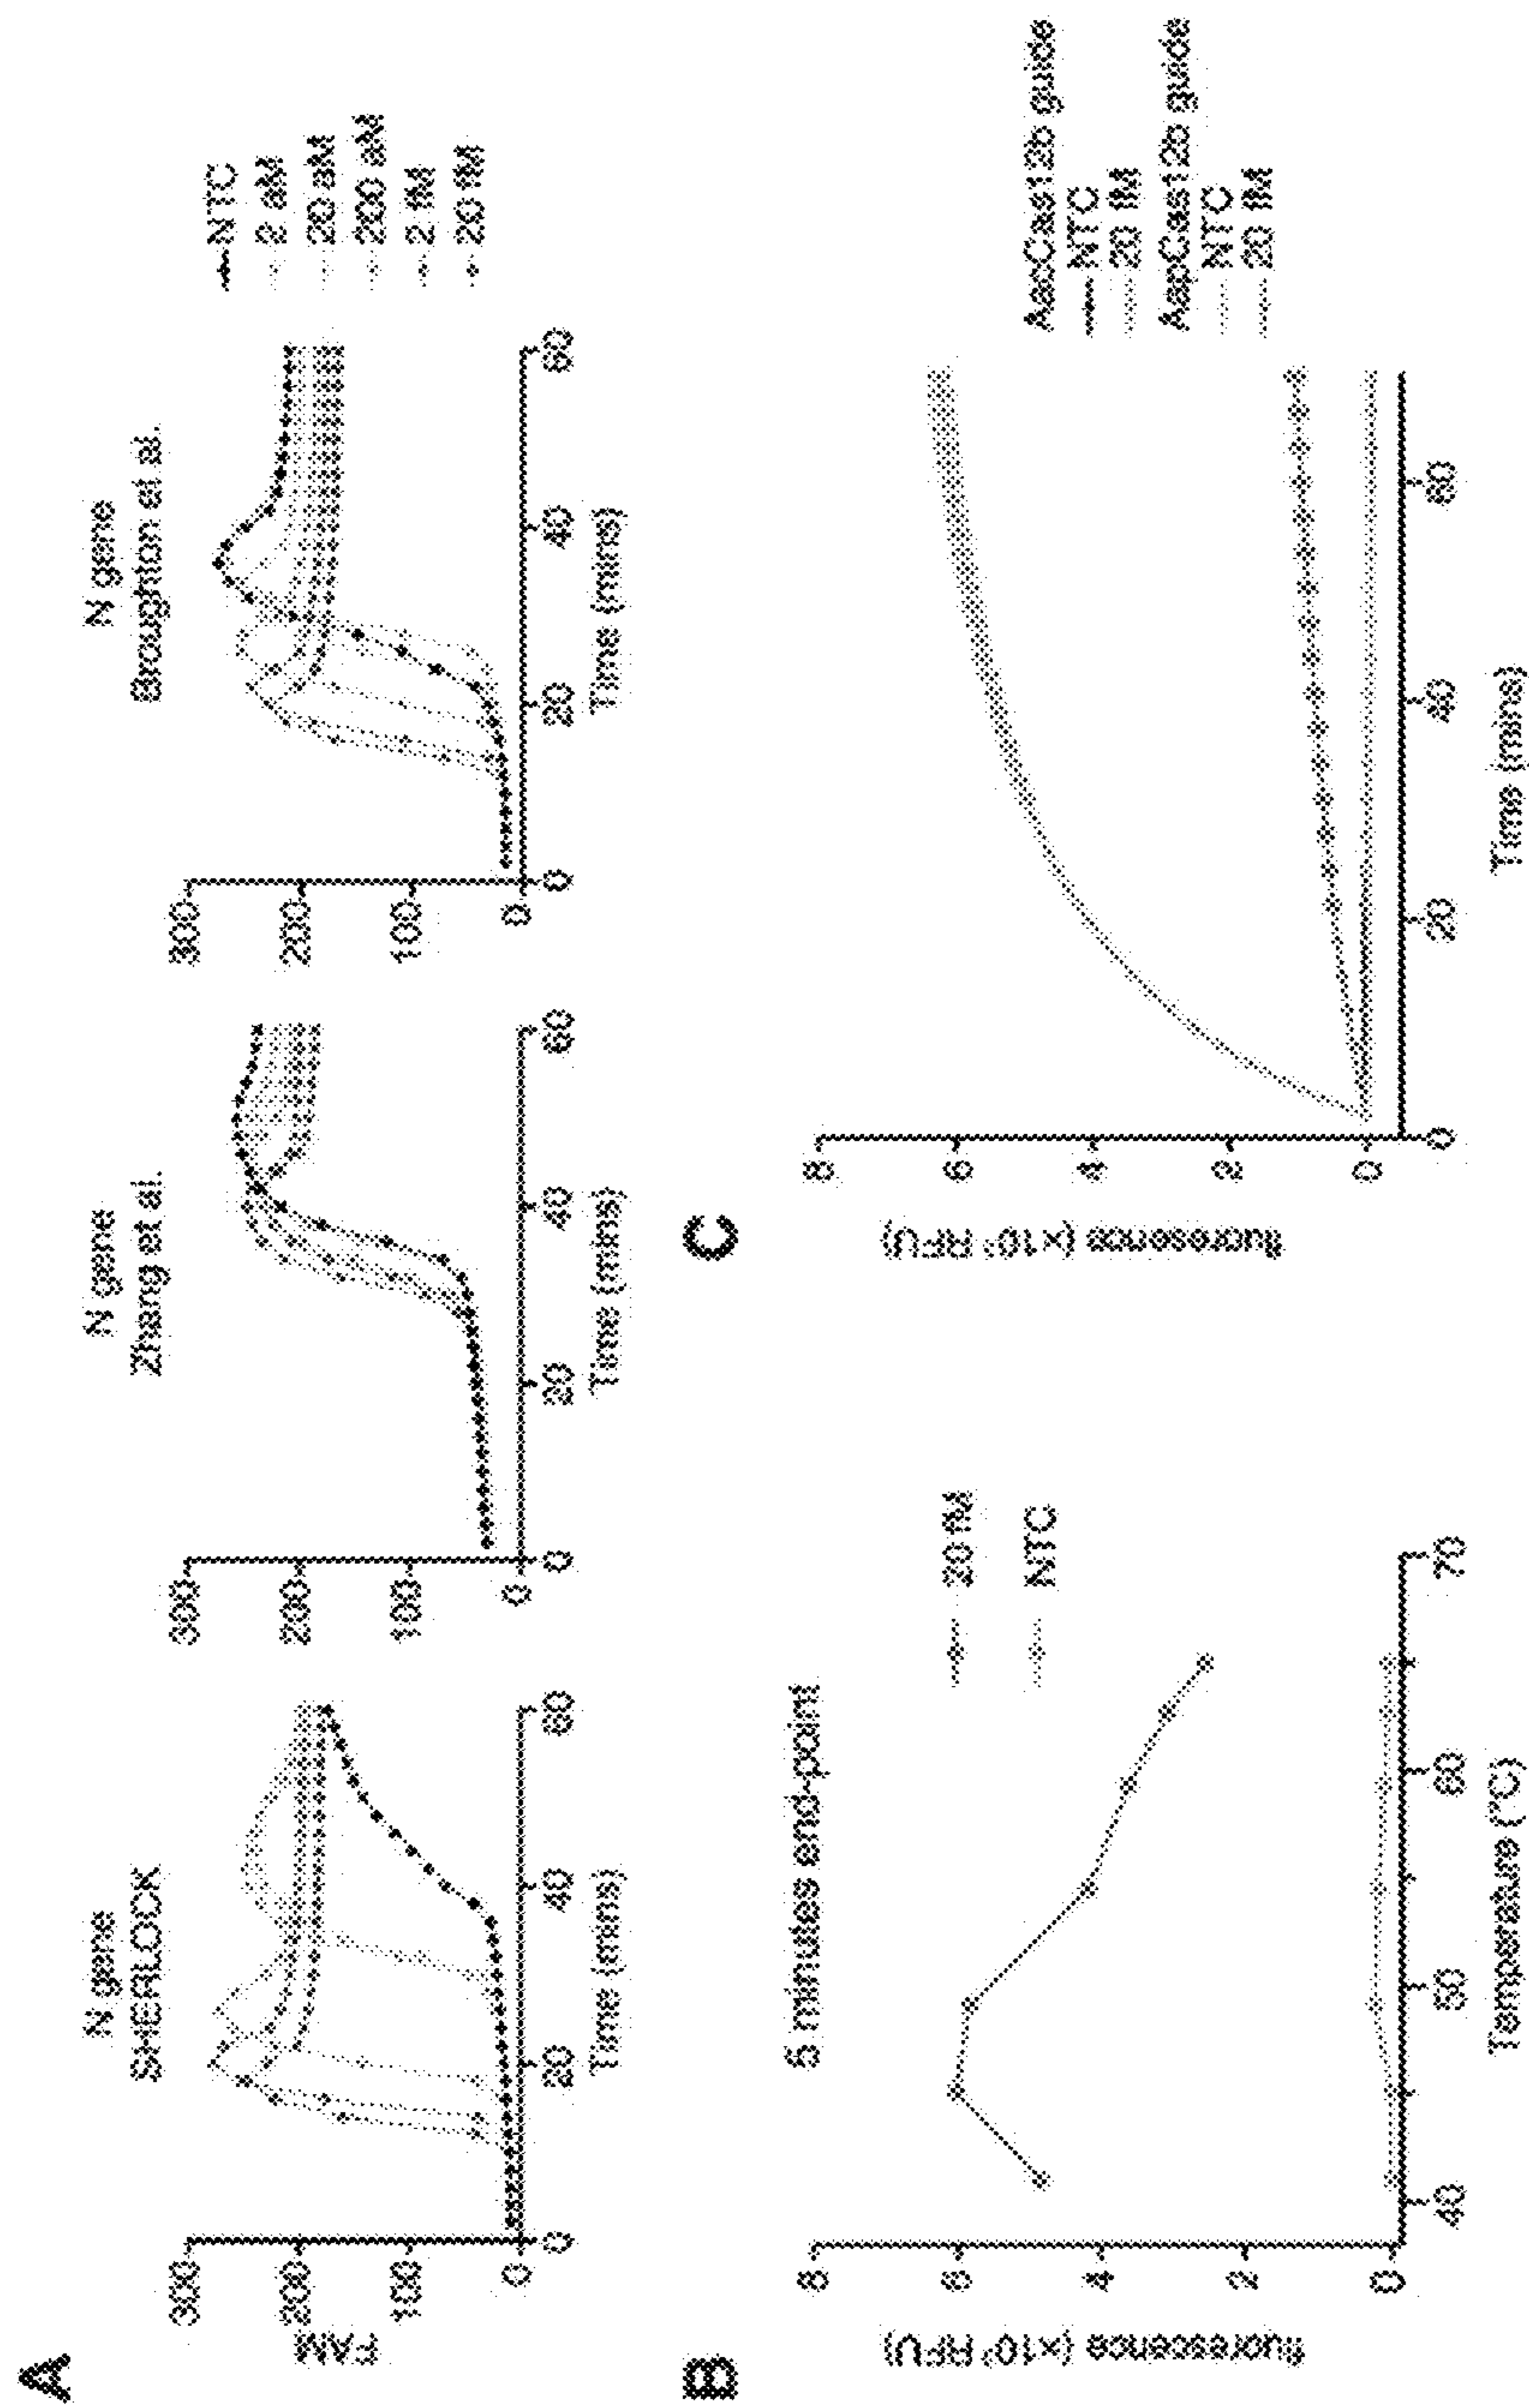 A
N gene
SHERLOCK
FAM
300
200
100
0
0
20
40
60
Time (mins)
N gene
Zhang et al.
300
200
100
0
0
20
40
60
Time (mins)
N gene
Broughton et al.
300
200
100
0
0
20
40
60
Time (mins)
NTC
2 aM
20 aM
200 aM
2 fM
20 fM
B
5 minutes end-point
fluorescence (×10³ RFU)
8
6
4
2
0
40
50
60
70
Temperature (°C)
20 fM
NTC
C
fluoresence (×10³ RFU)
8
6
4
2
0
0
20
40
60
Time (mins)
AacCas12b guide
NTC
20 fM
AapCas12b guide
NTC
20 fM